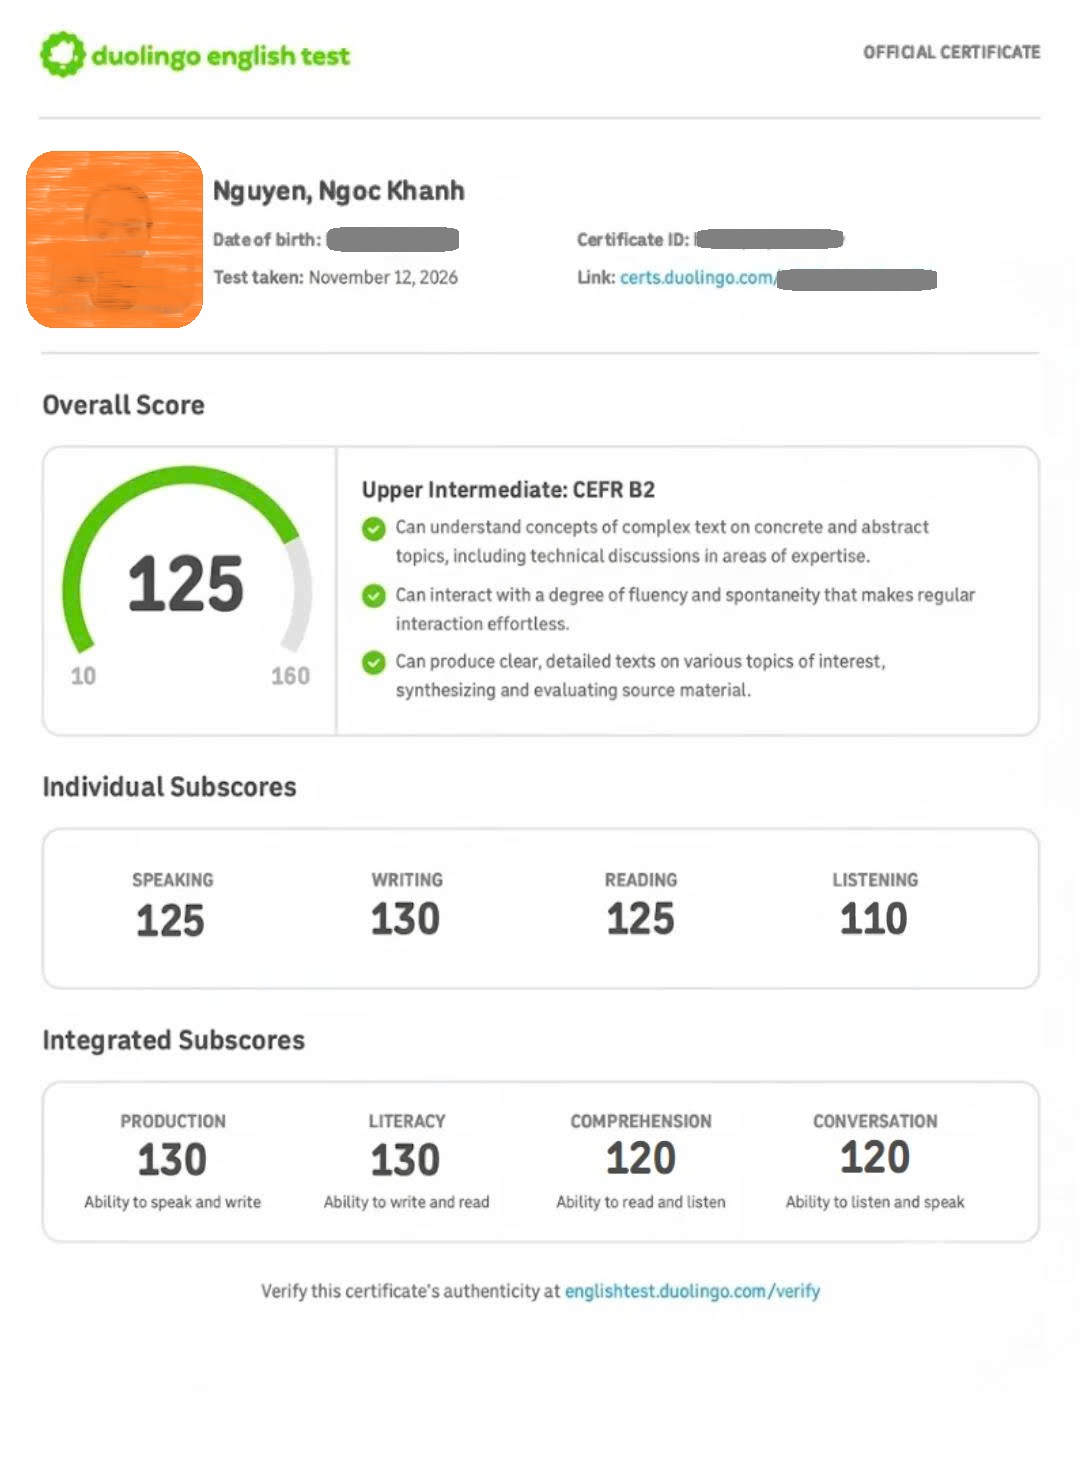 duolingo english test
OFFICIAL CERTIFICATE
Nguyen, Ngoc Khanh
Date of birth:
Certificate ID:
Test taken: November 12, 2026
Link: certs.duolingo.com/
Overall Score
125
10
160
Upper Intermediate: CEFR B2
Can understand concepts of complex text on concrete and abstract
topics, including technical discussions in areas of expertise.
Can interact with a degree of fluency and spontaneity that makes regular
interaction effortless.
Can produce clear, detailed texts on various topics of interest,
synthesizing and evaluating source material.
Individual Subscores
SPEAKING
125
WRITING
130
READING
125
LISTENING
110
Integrated Subscores
PRODUCTION
130
Ability to speak and write
LITERACY
130
Ability to write and read
COMPREHENSION
120
Ability to read and listen
CONVERSATION
120
Ability to listen and speak
Verify this certificate's authenticity at englishtest.duolingo.com/verify